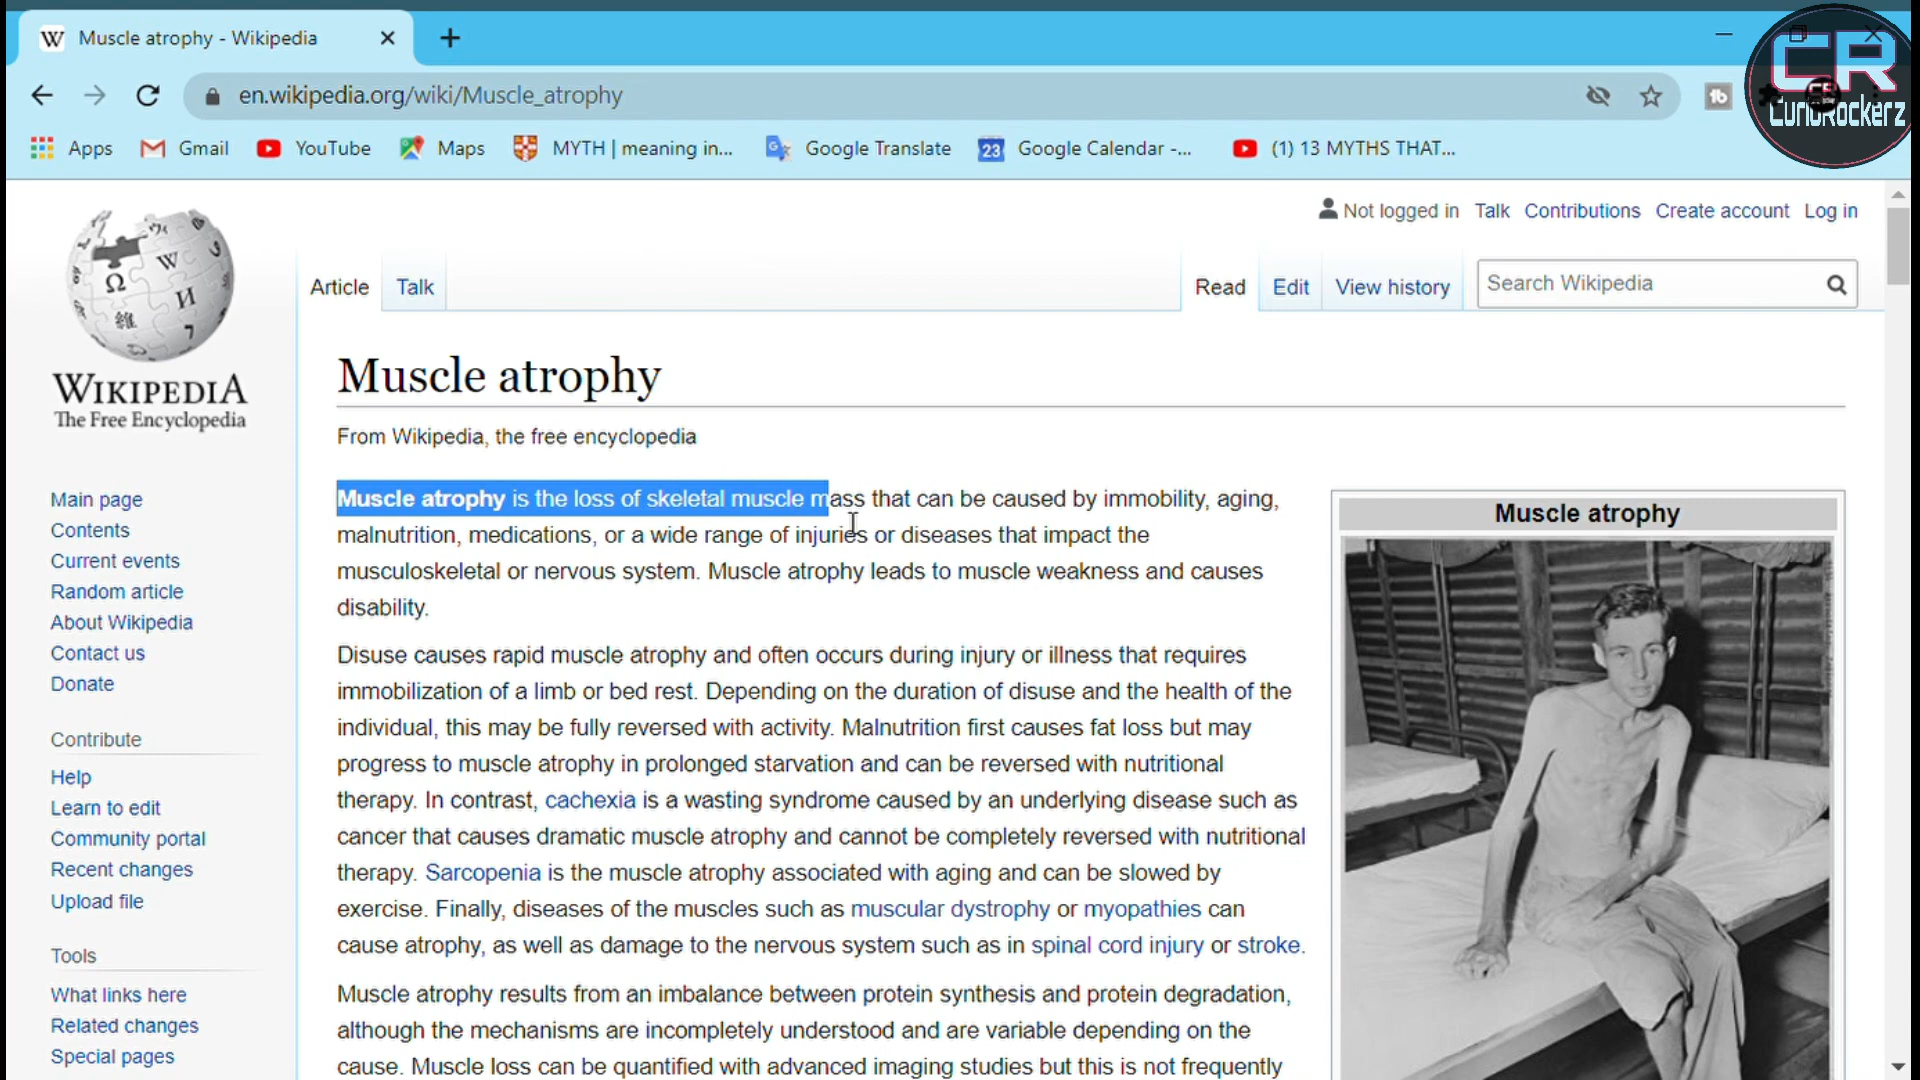 Muscle atrophy - Wikipedia
CR
CurioRockerz
en.wikipedia.org/wiki/Muscle_atrophy
Apps
Gmail
YouTube
Maps
MYTH | meaning in...
Google Translate
23
Google Calendar -...
(1) 13 MYTHS THAT...
Not logged in
Talk
Contributions
Create account
Log in
WIKIPEDIA
The Free Encyclopedia
Article
Talk
Read
Edit
View history
Search Wikipedia
Muscle atrophy
From Wikipedia, the free encyclopedia
Muscle atrophy is the loss of skeletal muscle mass that can be caused by immobility, aging,
malnutrition, medications, or a wide range of injuries or diseases that impact the
musculoskeletal or nervous system. Muscle atrophy leads to muscle weakness and causes
disability.
Disuse causes rapid muscle atrophy and often occurs during injury or illness that requires
immobilization of a limb or bed rest. Depending on the duration of disuse and the health of the
individual, this may be fully reversed with activity. Malnutrition first causes fat loss but may
progress to muscle atrophy in prolonged starvation and can be reversed with nutritional
therapy. In contrast, cachexia is a wasting syndrome caused by an underlying disease such as
cancer that causes dramatic muscle atrophy and cannot be completely reversed with nutritional
therapy. Sarcopenia is the muscle atrophy associated with aging and can be slowed by
exercise. Finally, diseases of the muscles such as muscular dystrophy or myopathies can
cause atrophy, as well as damage to the nervous system such as in spinal cord injury or stroke.
Muscle atrophy results from an imbalance between protein synthesis and protein degradation,
although the mechanisms are incompletely understood and are variable depending on the
cause. Muscle loss can be quantified with advanced imaging studies but this is not frequently
Muscle atrophy
Main page
Contents
Current events
Random article
About Wikipedia
Contact us
Donate
Contribute
Help
Learn to edit
Community portal
Recent changes
Upload file
Tools
What links here
Related changes
Special pages